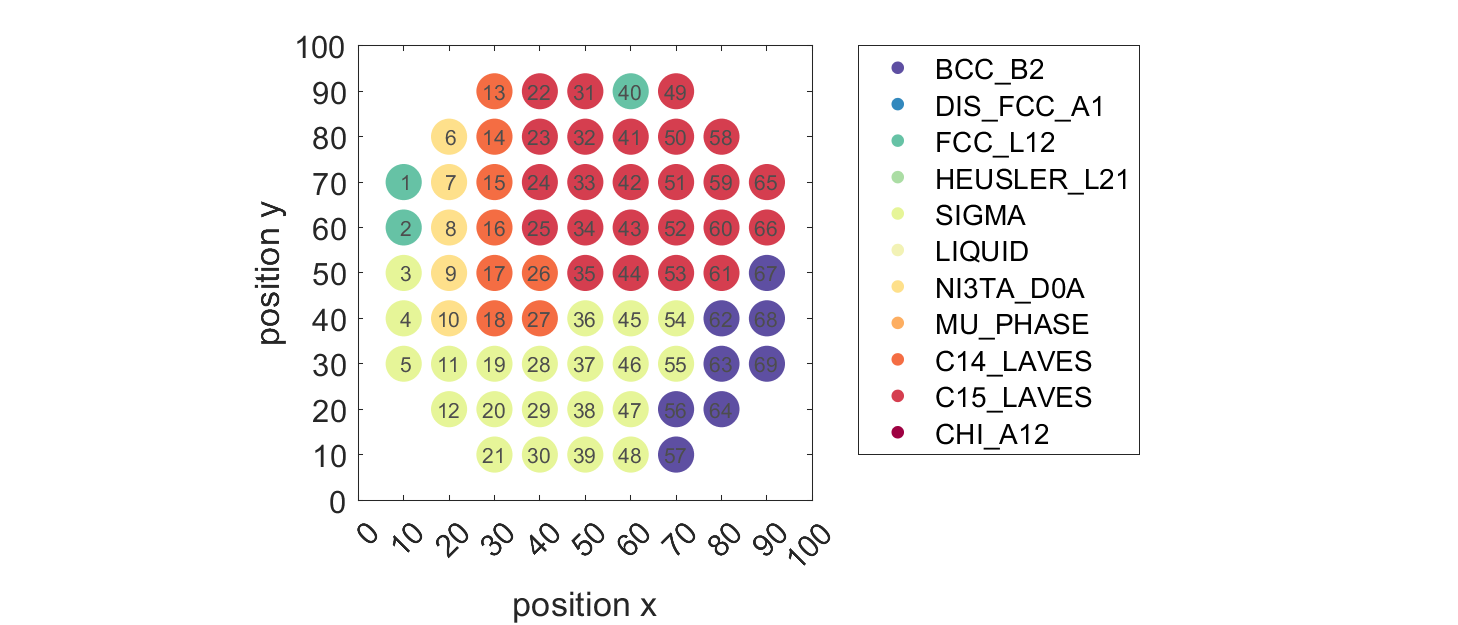 100
90
80
70
60
50
40
30
20
10
0
position y
13 22 31 40 49
6 14 23 32 41 50 58
1 7 15 24 33 42 51 59 65
2 8 16 25 34 43 52 60 66
3 9 17 26 35 44 53 61 67
4 10 18 27 36 45 54 62 68
5 11 19 28 37 46 55 63 69
12 20 29 38 47 56 64
21 30 39 48 57
0 10 20 30 40 50 60 70 80 90 100
position x
BCC_B2
DIS_FCC_A1
FCC_L12
HEUSLER_L21
SIGMA
LIQUID
NI3TA_D0A
MU_PHASE
C14_LAVES
C15_LAVES
CHI_A12